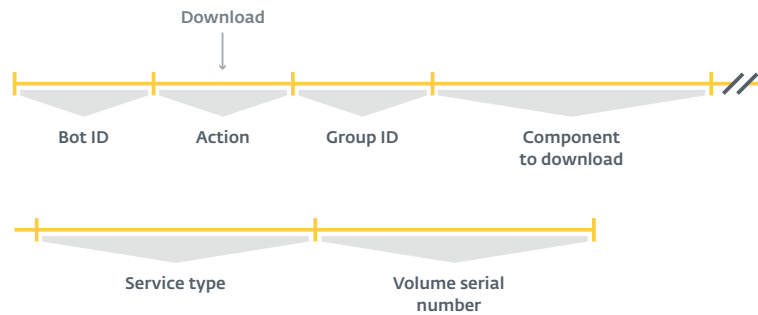 Download
Bot ID
Action
Group ID
Component
to download
Service type
Volume serial
number